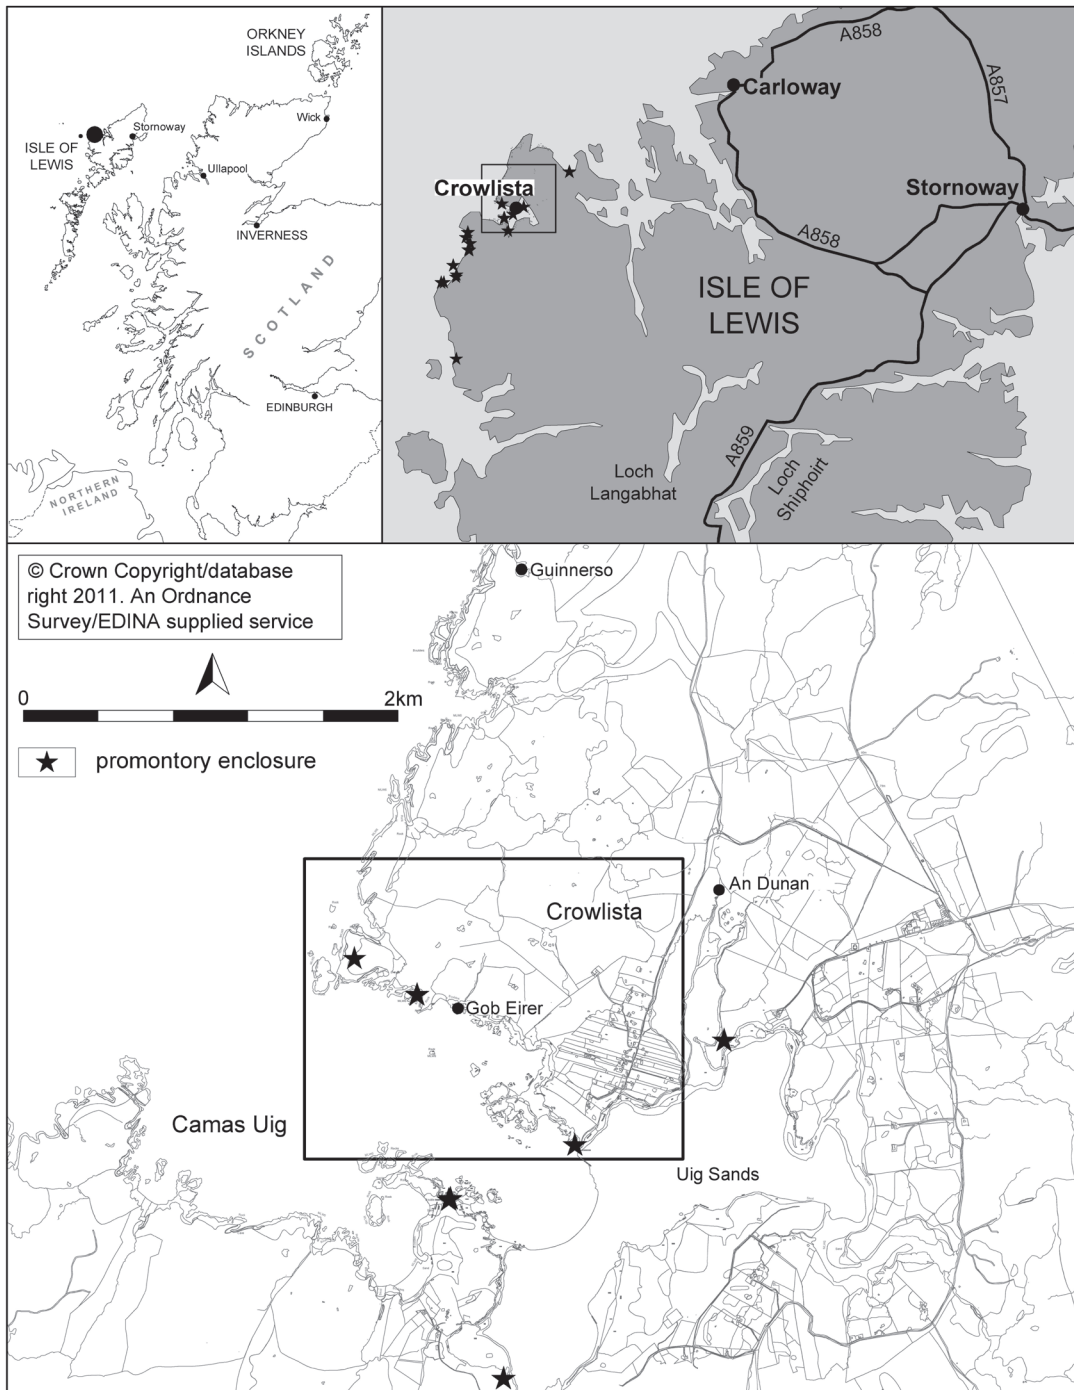 ORKNEY
ISLANDS
Wick
Stornoway
ISLE OF
LEWIS
Ullapool
INVERNESS
SCOTLAND
EDINBURGH
NORTHERN
IRELAND
A858
Carloway
A857
Crowlista
Stornoway
A858
ISLE OF
LEWIS
A859
Loch
Langabhat
Loch
Shiphoirt
© Crown Copyright/database
right 2011. An Ordnance
Survey/EDINA supplied service
0 2km
promontory enclosure
Guinnerso
An Dunan
Crowlista
Gob Eirer
Camas Uig
Uig Sands